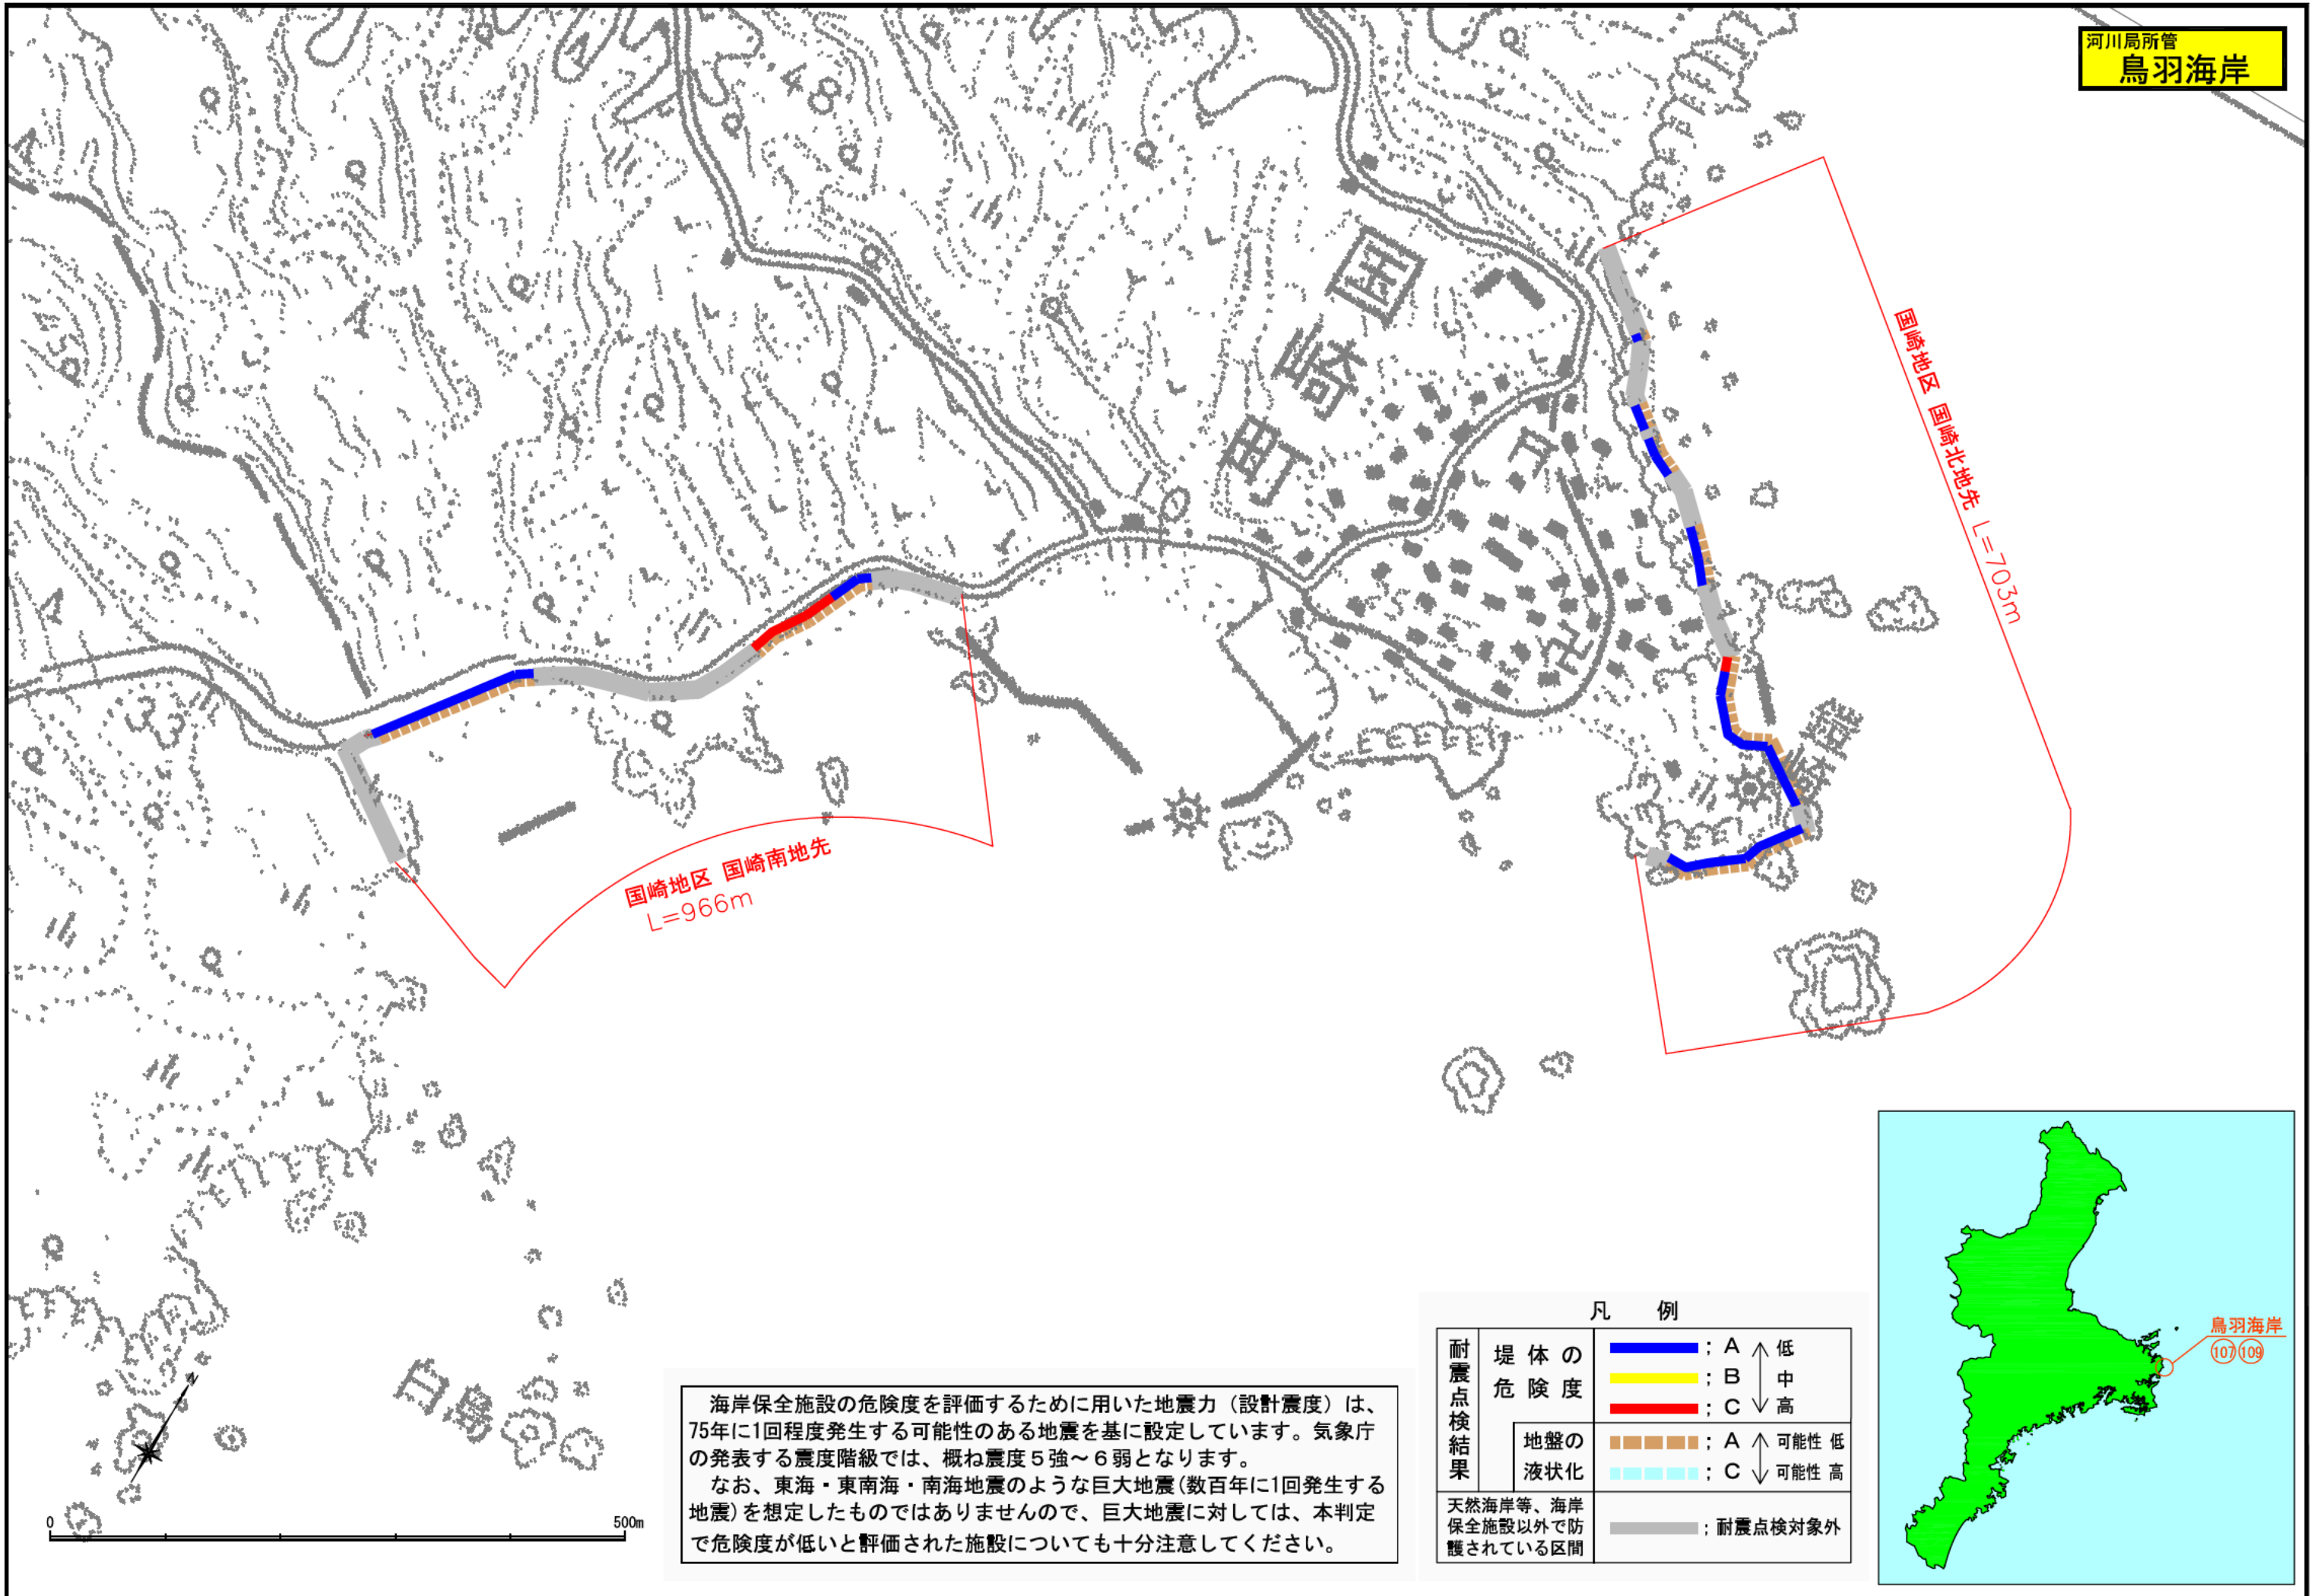 河川局所管
鳥羽海岸
国崎町
国崎地区 国崎北地先 L=703m
国崎
国崎地区 国崎南地先
L=966m
鳥羽海岸
107 109
凡 例
耐震点検結果
堤体の危険度
; A 低
; B 中
; C 高
地盤の液状化
; A 可能性 低
; C 可能性 高
天然海岸等、海岸
保全施設以外で防
護されている区間
; 耐震点検対象外
海岸保全施設の危険度を評価するために用いた地震力(設計震度)は、
75年に1回程度発生する可能性のある地震を基に設定しています。気象庁
の発表する震度階級では、概ね震度5強~6弱となります。
なお、東海・東南海・南海地震のような巨大地震(数百年に1回発生する
地震)を想定したものではありませんので、巨大地震に対しては、本判定
で危険度が低いと評価された施設についても十分注意してください。
0 500m
N
48